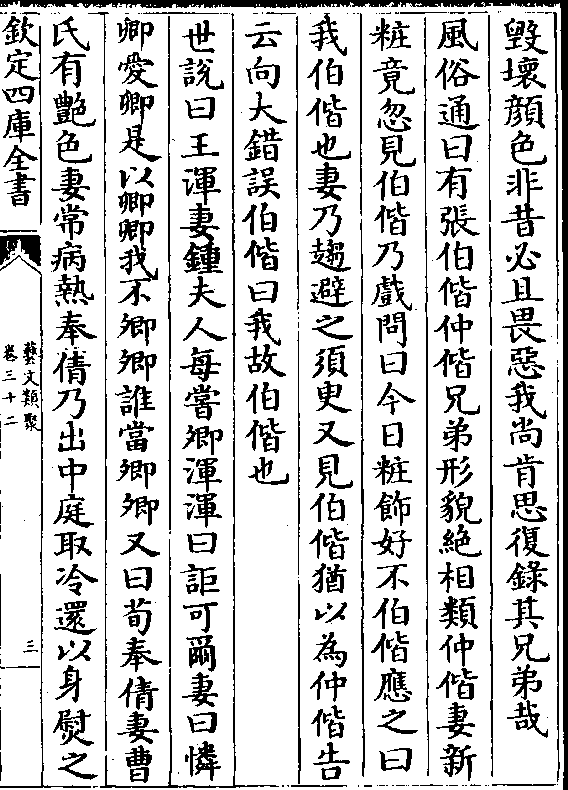 毀壞顔色非昔必且畏惡我尚肯思復錄其兄弟哉
風俗通曰有張伯偕仲偕兄弟形貌絶相類仲偕妻新
粧竟忽見伯偕乃戲問曰今日粧飾好不伯偕應之曰
我伯偕也妻乃趨避之須臾又見伯偕猶以為仲偕告
云向大錯誤伯偕曰我故伯偕也
世說曰王渾妻鍾夫人每嘗卿渾渾曰詎可爾妻曰憐
卿愛卿是以卿卿我不卿卿誰當卿卿又曰荀奉倩妻曹
氏有艷色妻常病熱奉倩乃出中庭取冷還以身熨之
欽定四庫全書
藝文類聚
卷三十二
三